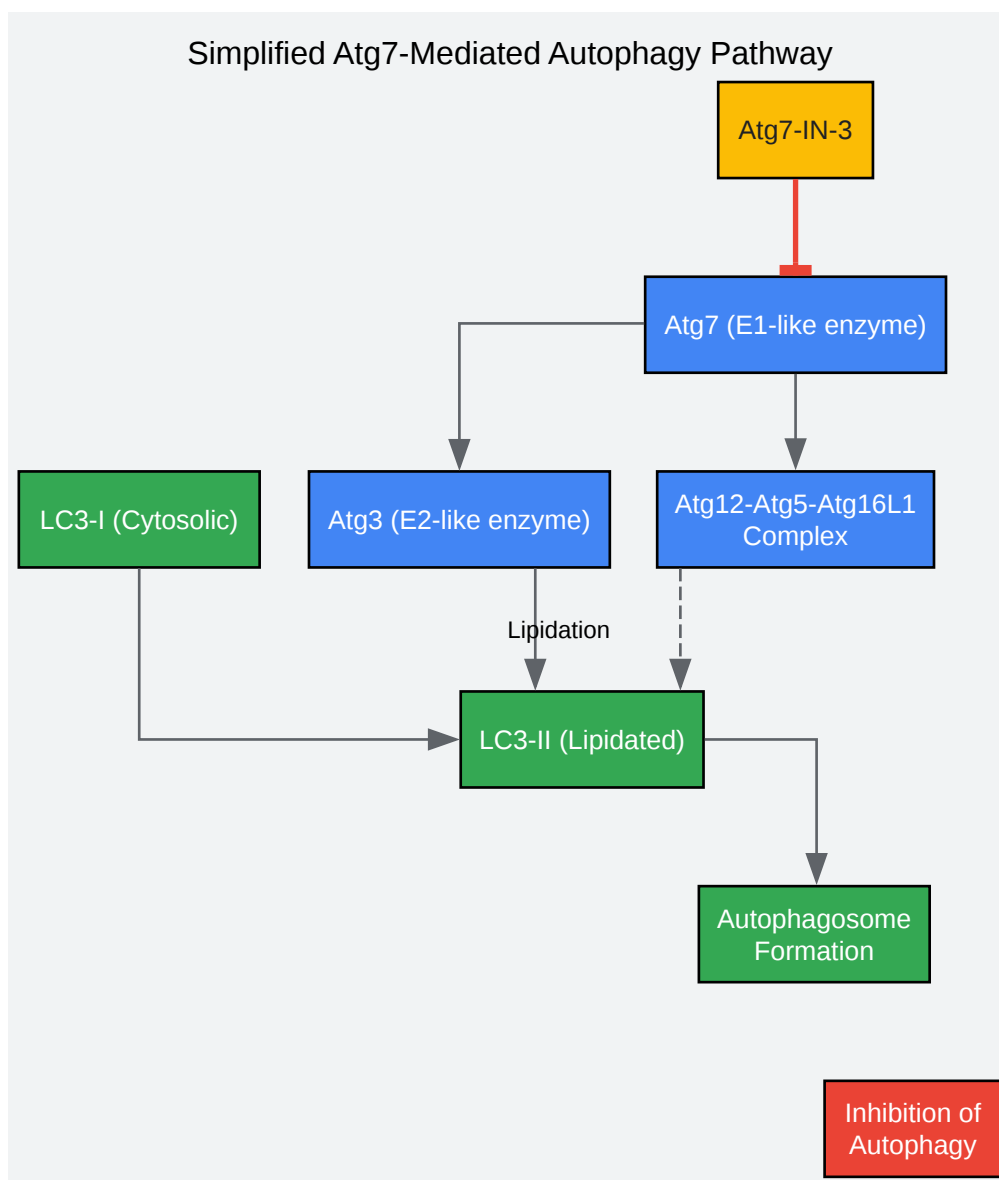 Simplified Atg7-Mediated Autophagy Pathway
Atg7-IN-3
Atg7 (E1-like enzyme)
LC3-I (Cytosolic)
Atg3 (E2-like enzyme)
Atg12-Atg5-Atg16L1
Complex
Lipidation
LC3-II (Lipidated)
Autophagosome
Formation
Inhibition of
Autophagy